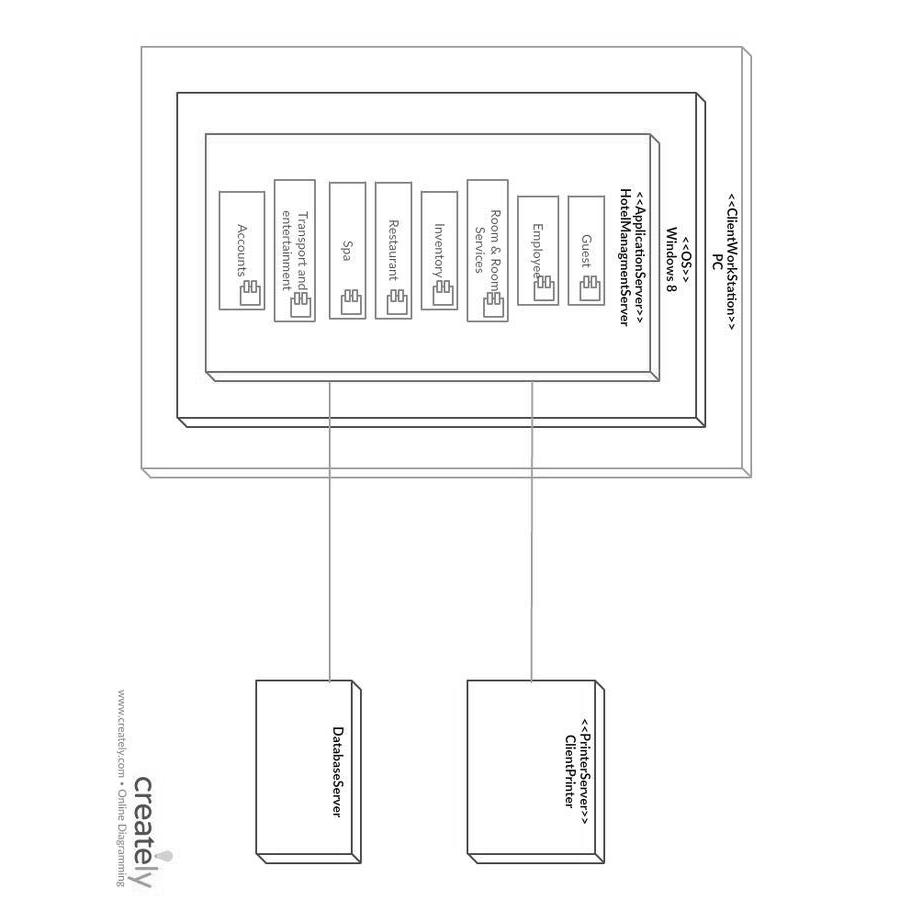 <<ClientWorkStation>>
PC
<<OS>>
Windows 8
<<ApplicationServer>>
HotelManagmentServer
Guest
Employee
Room & Room
Services
Inventory
Restaurant
Spa
Transport and
entertainment
Accounts
<<PrinterServer>>
ClientPrinter
DatabaseServer
creately
www.creately.com • Online Diagramming